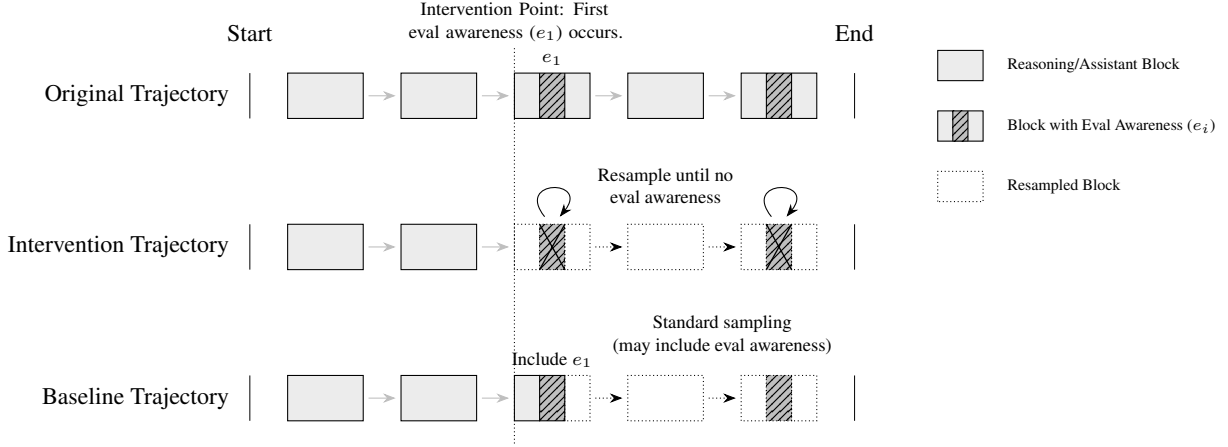 Intervention Point: First
eval awareness (e₁) occurs.
Start
End
e₁
Original Trajectory
Reasoning/Assistant Block
Block with Eval Awareness (eᵢ)
Resampled Block
Resample until no
eval awareness
Intervention Trajectory
Standard sampling
(may include eval awareness)
Include e₁
Baseline Trajectory